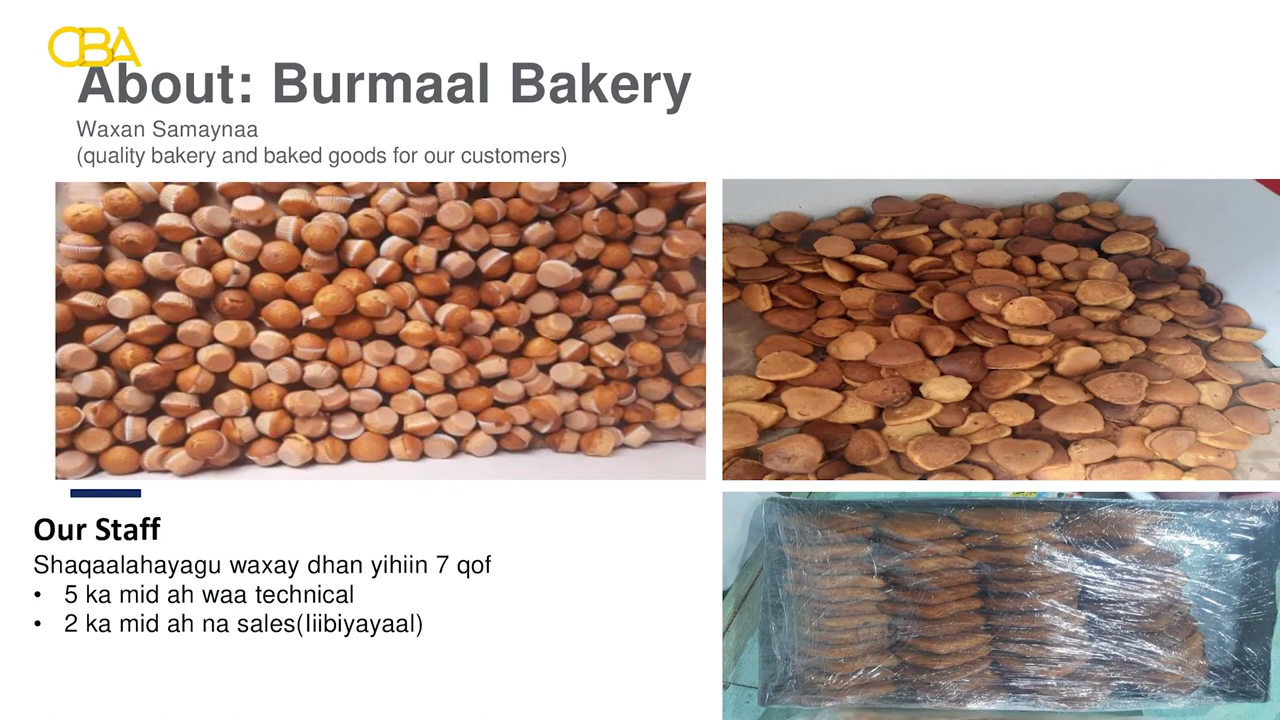 CBA
About: Burmaal Bakery
Waxan Samaynaa
(quality bakery and baked goods for our customers)
Our Staff
Shaqaalahayagu waxay dhan yihiin 7 qof
• 5 ka mid ah waa technical
• 2 ka mid ah na sales(Iibiyayaal)